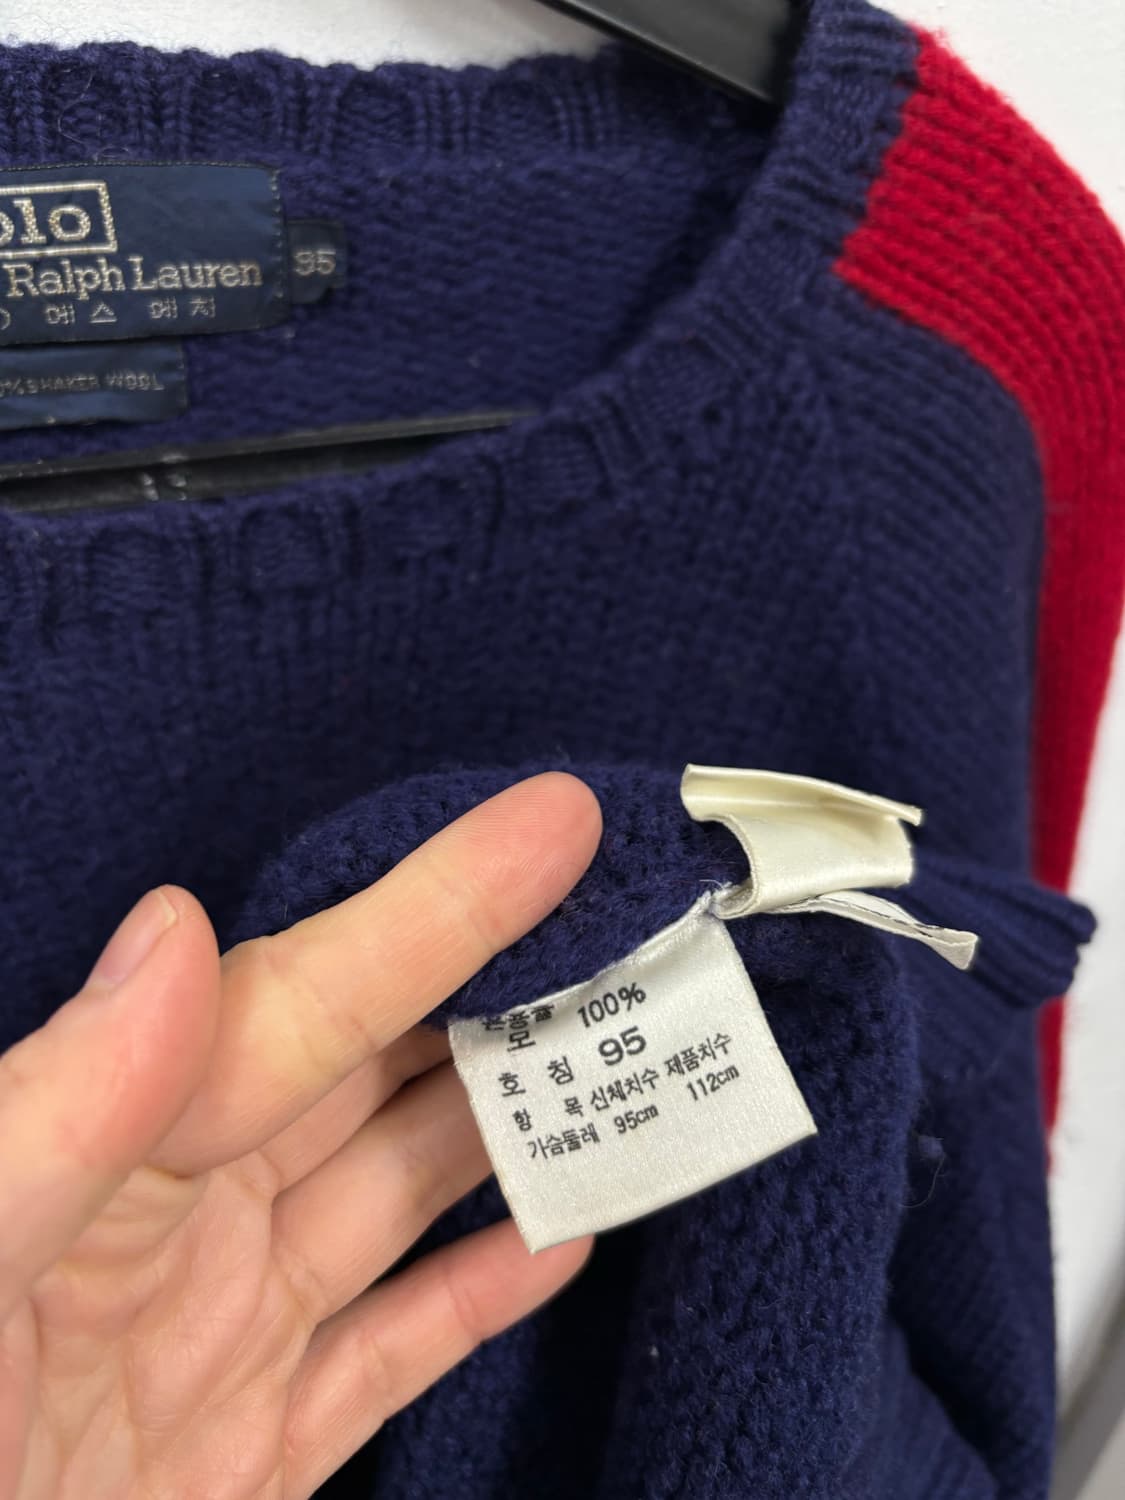 olo
Ralph Lauren
95
에스 에치
%SHAKER WOOL
모 100%
호 칭 95
항 목 신체치수 제품치수
가슴둘레 95cm 112cm